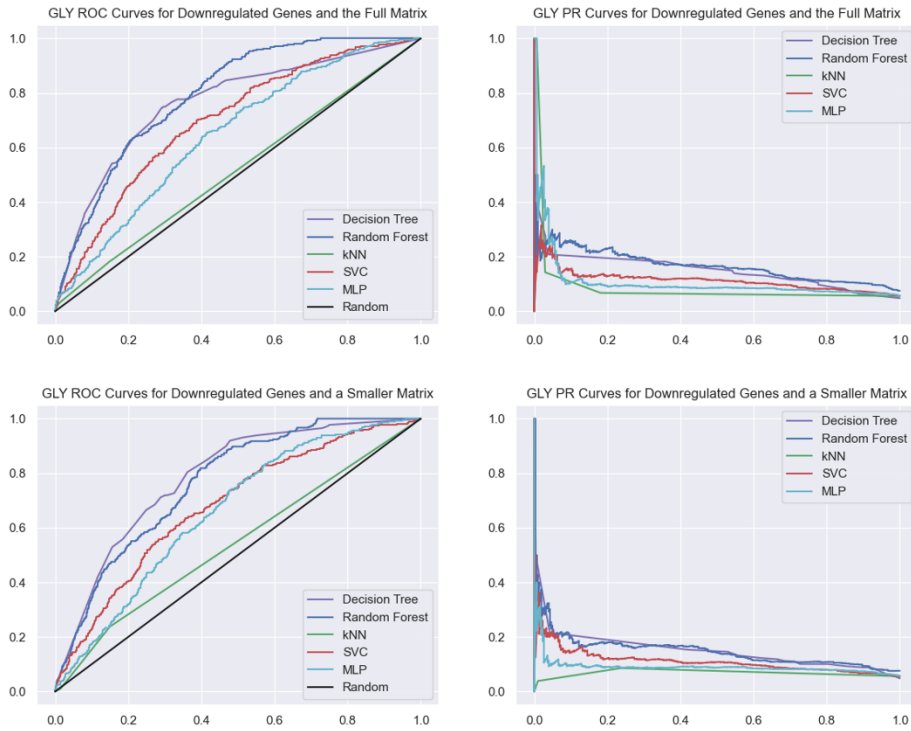 GLY ROC Curves for Downregulated Genes and the Full Matrix
1.0
0.8
0.6
0.4
0.2
0.0
Decision Tree
Random Forest
kNN
SVC
MLP
Random
0.0 0.2 0.4 0.6 0.8 1.0
GLY PR Curves for Downregulated Genes and the Full Matrix
1.0
0.8
0.6
0.4
0.2
0.0
Decision Tree
Random Forest
kNN
SVC
MLP
0.0 0.2 0.4 0.6 0.8 1.0
GLY ROC Curves for Downregulated Genes and a Smaller Matrix
1.0
0.8
0.6
0.4
0.2
0.0
Decision Tree
Random Forest
kNN
SVC
MLP
Random
0.0 0.2 0.4 0.6 0.8 1.0
GLY PR Curves for Downregulated Genes and a Smaller Matrix
1.0
0.8
0.6
0.4
0.2
0.0
Decision Tree
Random Forest
kNN
SVC
MLP
0.0 0.2 0.4 0.6 0.8 1.0